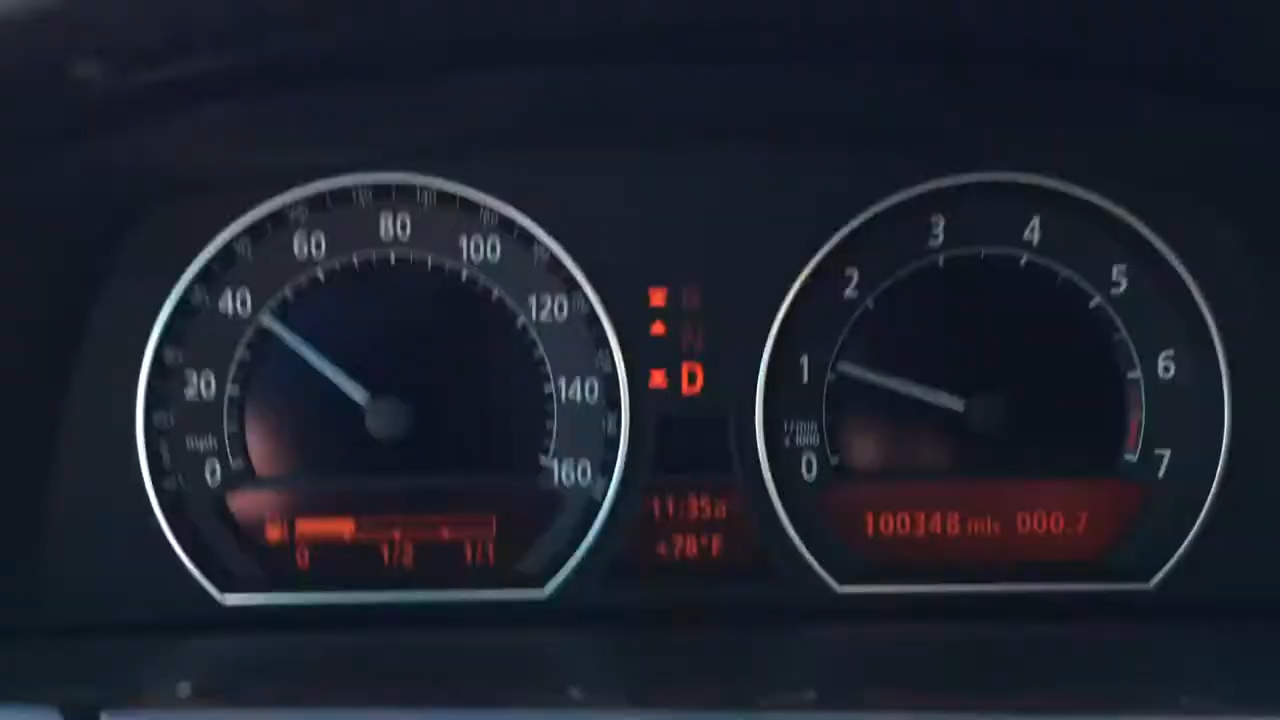 80
60 100
40 120
20 140
mph
0 160
0 1/2 1/1
R
N
D
11:35a
+78°F
3 4
2 5
1 6
1/min
x1000
0 7
100348 mls 000.7